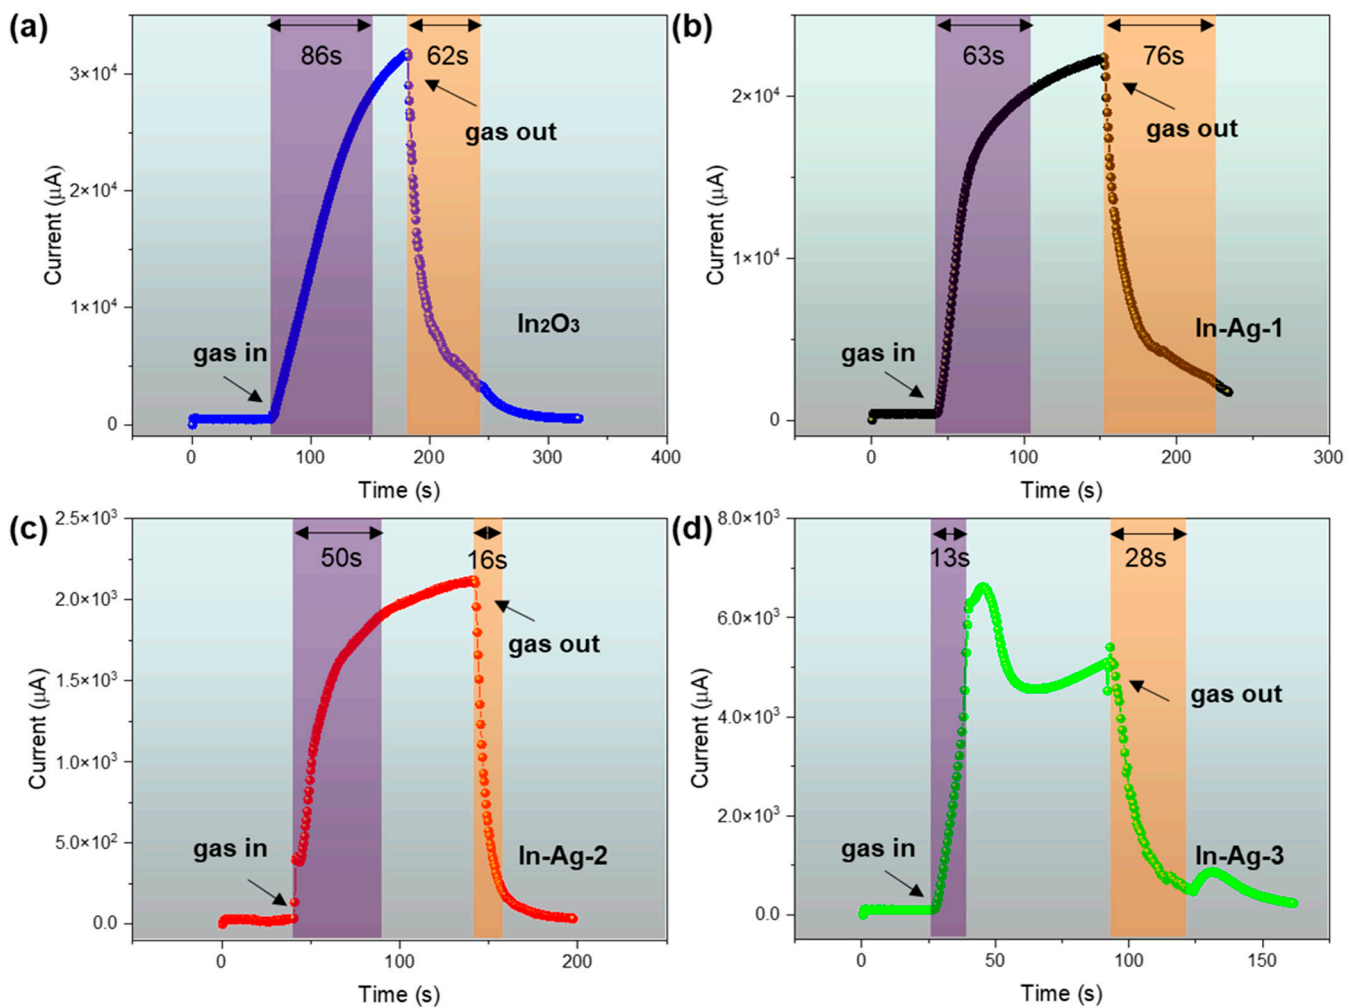 (a)
86s
62s
gas out
gas in
In₂O₃
3×10⁴
2×10⁴
1×10⁴
0
Current (μA)
0 100 200 300 400
Time (s)
(b)
63s
76s
gas out
gas in
In-Ag-1
2×10⁴
1×10⁴
0
Current (μA)
0 100 200 300
Time (s)
(c)
50s
16s
gas out
gas in
In-Ag-2
2.5×10³
2.0×10³
1.5×10³
1.0×10³
5.0×10²
0.0
Current (μA)
0 100 200
Time (s)
(d)
13s
28s
gas out
gas in
In-Ag-3
8.0×10³
6.0×10³
4.0×10³
2.0×10³
0.0
Current (μA)
0 50 100 150
Time (s)